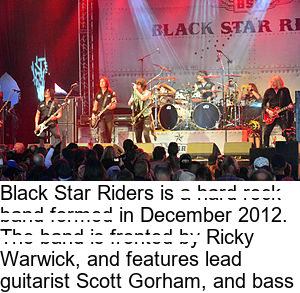 BLACK STAR RI
Black Star Riders is a hard rock
band formed in December 2012.
The band is fronted by Ricky
Warwick, and features lead
guitarist Scott Gorham, and bass